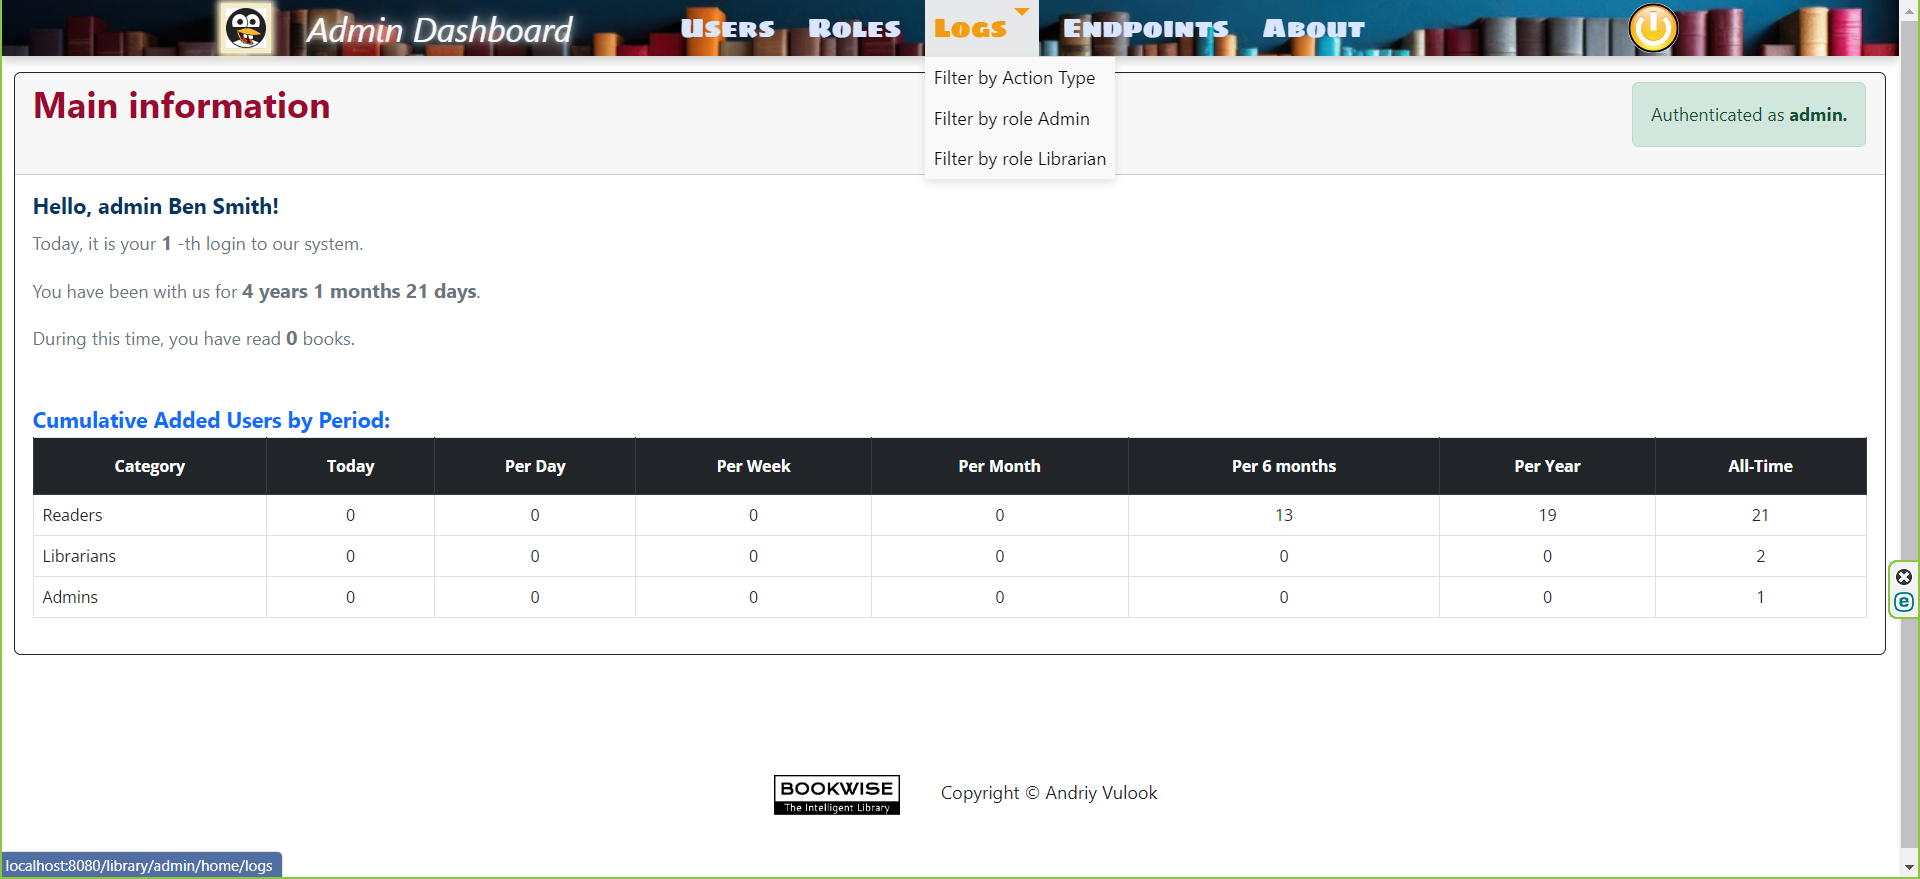 Admin Dashboard
Users Roles Logs Endpoints About
Filter by Action Type
Filter by role Admin
Filter by role Librarian
Main information
Authenticated as admin.
Hello, admin Ben Smith!
Today, it is your 1 -th login to our system.
You have been with us for 4 years 1 months 21 days.
During this time, you have read 0 books.
Cumulative Added Users by Period:
Category Today Per Day Per Week Per Month Per 6 months Per Year All-Time
Readers 0 0 0 0 13 19 21
Librarians 0 0 0 0 0 0 2
Admins 0 0 0 0 0 0 1
BOOKWISE
The Intelligent Library
Copyright © Andriy Vulook
localhost:8080/library/admin/home/logs